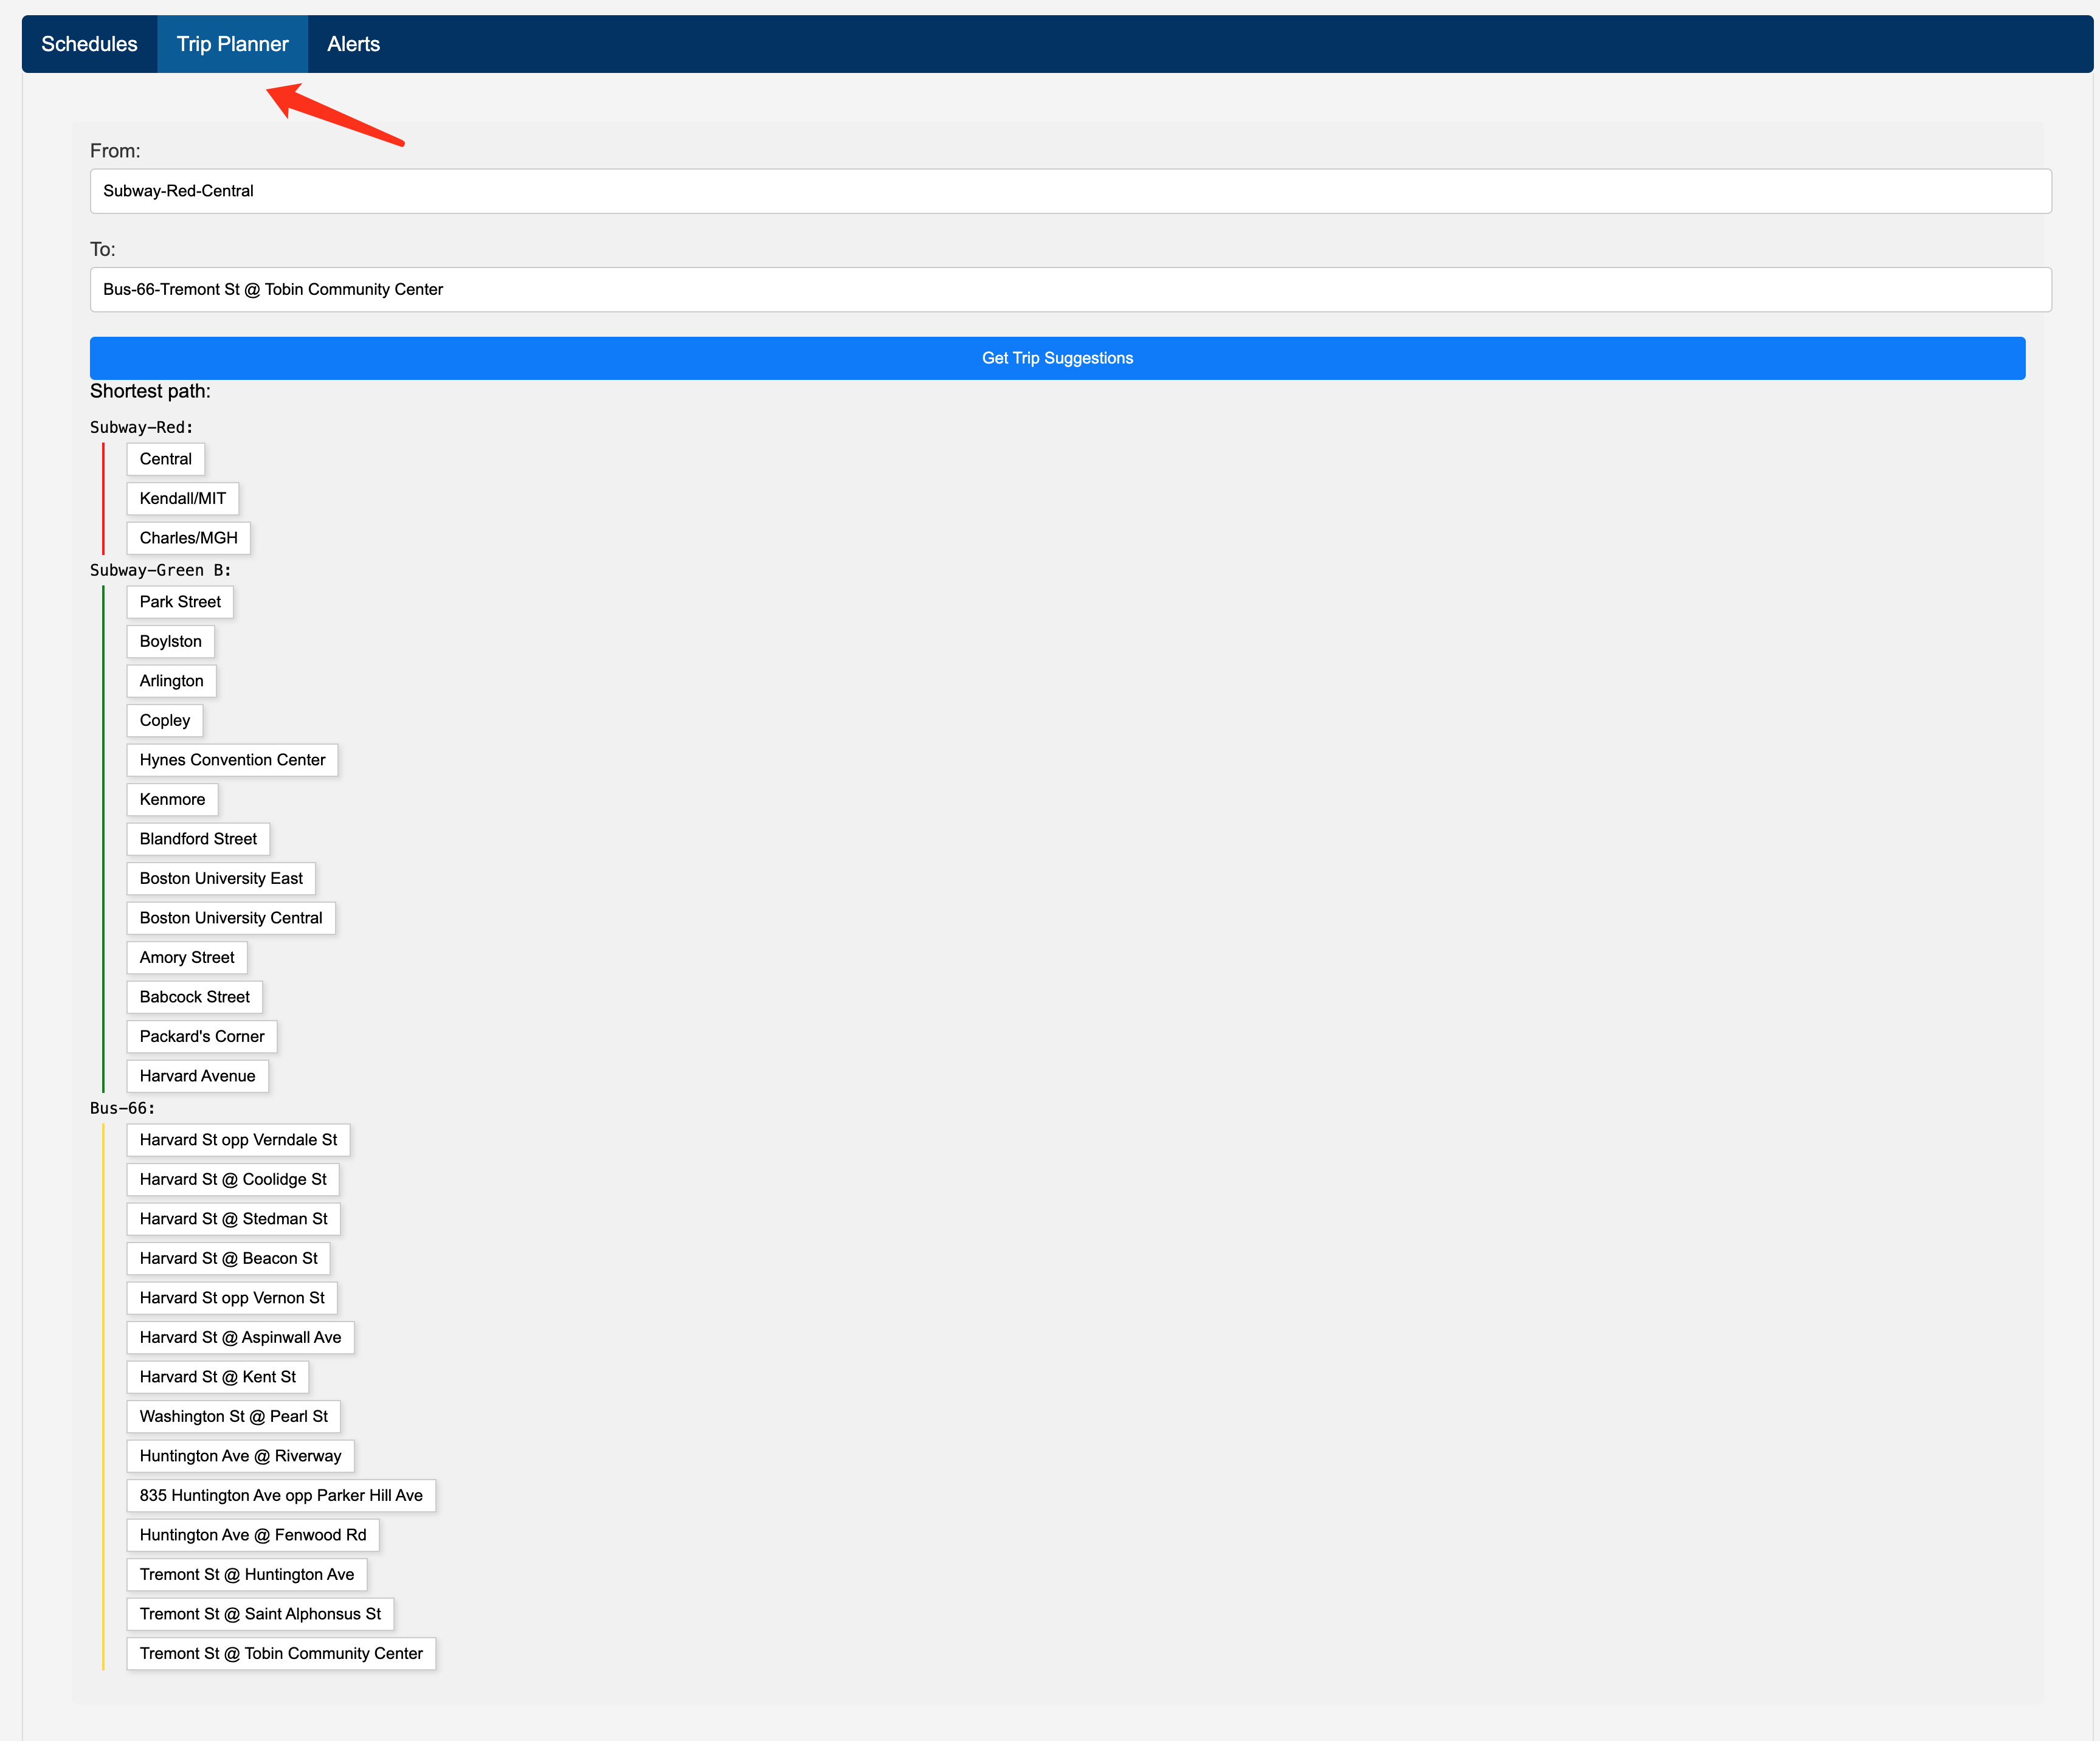 Schedules Trip Planner Alerts
From:
Subway-Red-Central
To:
Bus-66-Tremont St @ Tobin Community Center
Get Trip Suggestions
Shortest path:
Subway-Red:
Central
Kendall/MIT
Charles/MGH
Subway-Green B:
Park Street
Boylston
Arlington
Copley
Hynes Convention Center
Kenmore
Blandford Street
Boston University East
Boston University Central
Amory Street
Babcock Street
Packard's Corner
Harvard Avenue
Bus-66:
Harvard St opp Verndale St
Harvard St @ Coolidge St
Harvard St @ Stedman St
Harvard St @ Beacon St
Harvard St opp Vernon St
Harvard St @ Aspinwall Ave
Harvard St @ Kent St
Washington St @ Pearl St
Huntington Ave @ Riverway
835 Huntington Ave opp Parker Hill Ave
Huntington Ave @ Fenwood Rd
Tremont St @ Huntington Ave
Tremont St @ Saint Alphonsus St
Tremont St @ Tobin Community Center